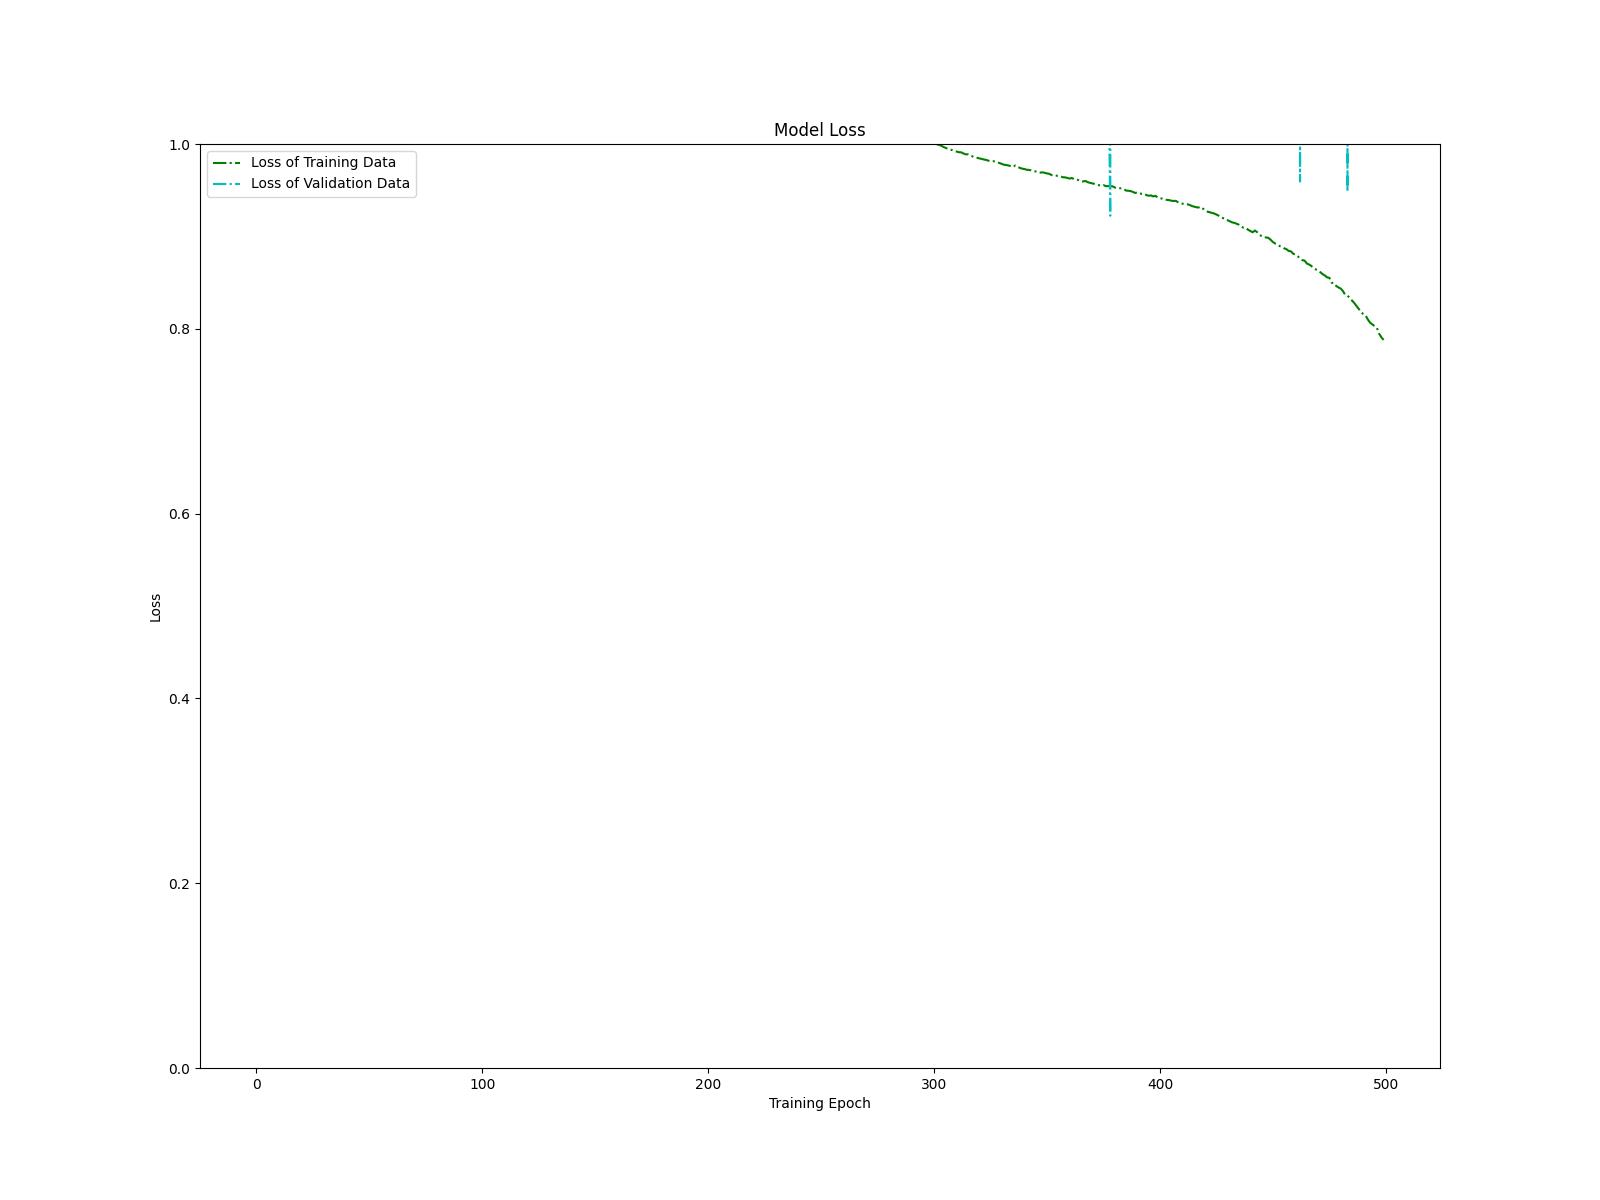 Model Loss
1.0
Loss of Training Data
Loss of Validation Data
0.8
0.6
Loss
0.4
0.2
0.0
0 100 200 300 400 500
Training Epoch